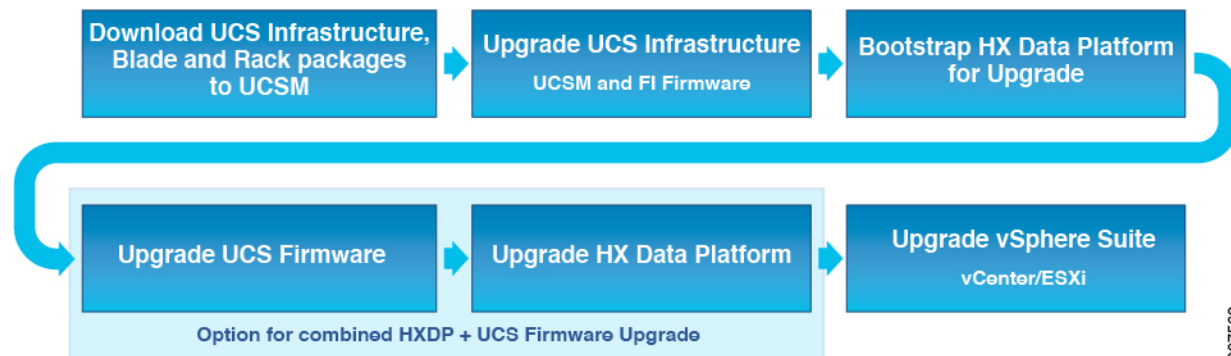 Download UCS Infrastructure,
Blade and Rack packages
to UCSM
Upgrade UCS Infrastructure
UCSM and FI Firmware
Bootstrap HX Data Platform
for Upgrade
Upgrade UCS Firmware
Upgrade HX Data Platform
Upgrade vSphere Suite
vCenter/ESXi
Option for combined HXDP + UCS Firmware Upgrade